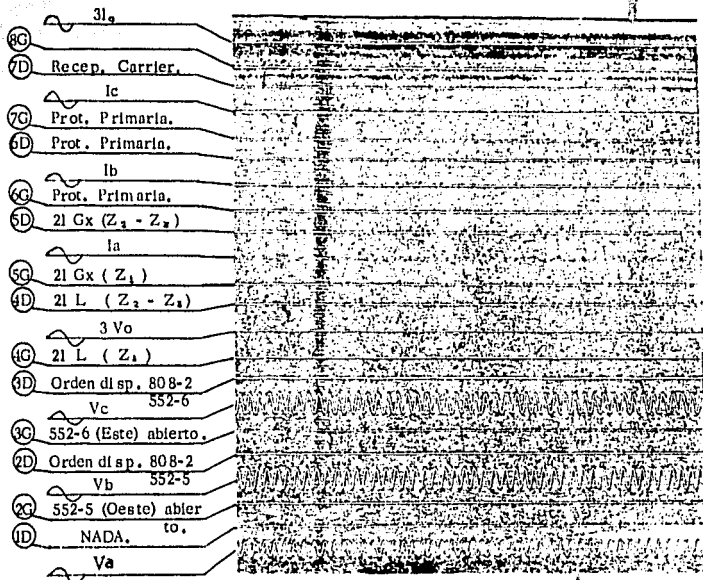 3I₀
8G
7D Recep. Carrier.
Ic
7G Prot. Primaria.
6D Prot. Primaria.
Ib
6G Prot. Primaria.
5D 21 Gx (Z₂ - Z₃)
Ia
5G 21 Gx ( Z₁ )
4D 21 L ( Z₂ - Z₃)
3 Vo
4G 21 L ( Z₁ )
3D Orden disp. 808-2
552-6
Vc
3G 552-6 (Este) abierto.
2D Orden disp. 808-2
552-5
Vb
2G 552-5 (Oeste) abier
to.
1D NADA.
Va